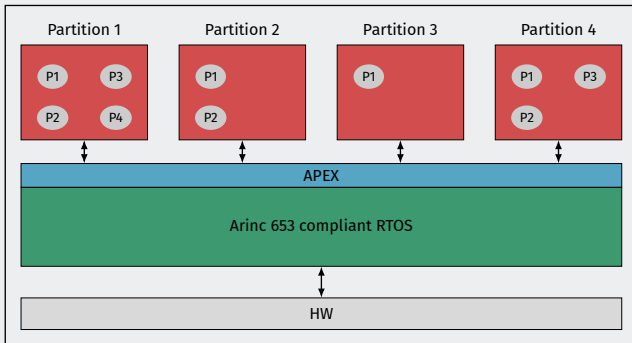 Partition 1 Partition 2 Partition 3 Partition 4
P1 P3 P1 P1 P1 P3
P2 P4 P2 P2
APEX
Arinc 653 compliant RTOS
HW